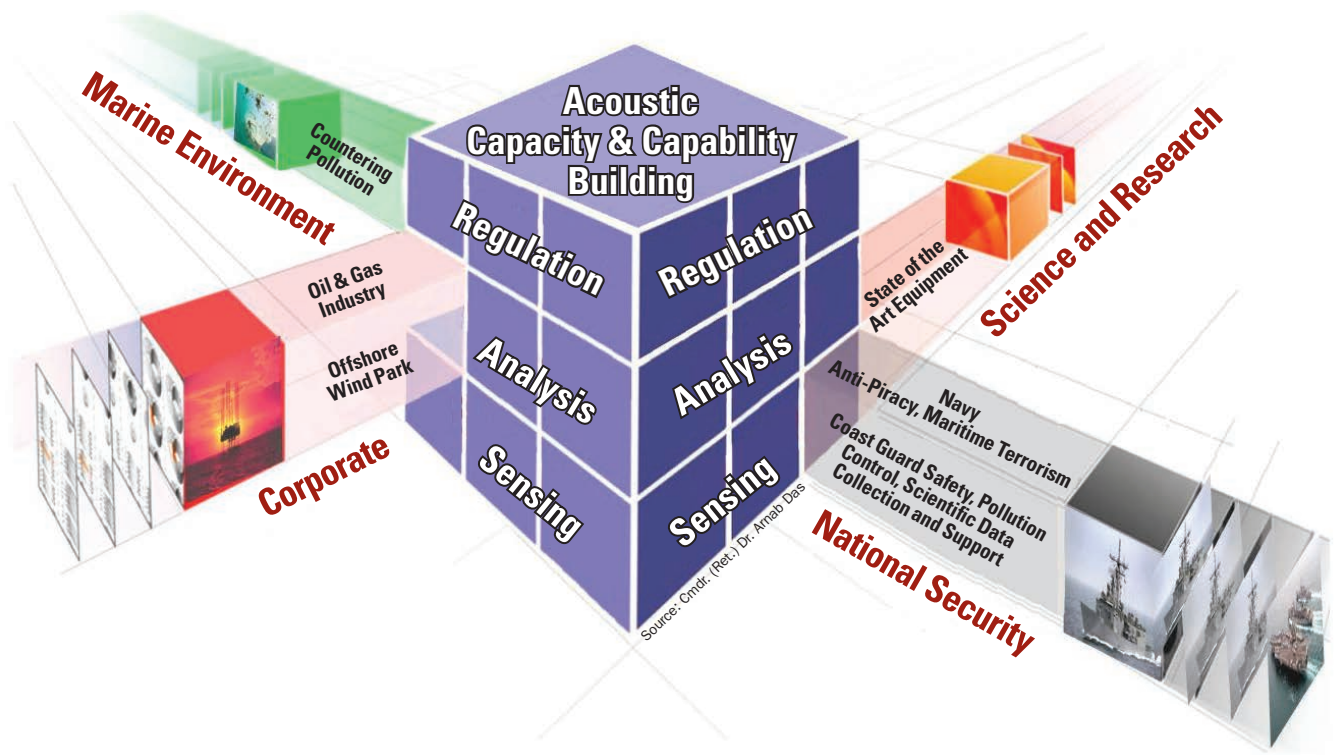 Acoustic
Capacity & Capability
Building
Regulation
Regulation
Analysis
Analysis
Sensing
Sensing
Marine Environment
Countering
Pollution
Oil & Gas
Industry
Offshore
Wind Park
Corporate
State of the
Art Equipment
Science and Research
Navy
Anti-Piracy, Maritime Terrorism
Coast Guard Safety, Pollution
Control, Scientific Data
Collection and Support
National Security
Source: Cmdr. (Ret.) Dr. Arnab Das